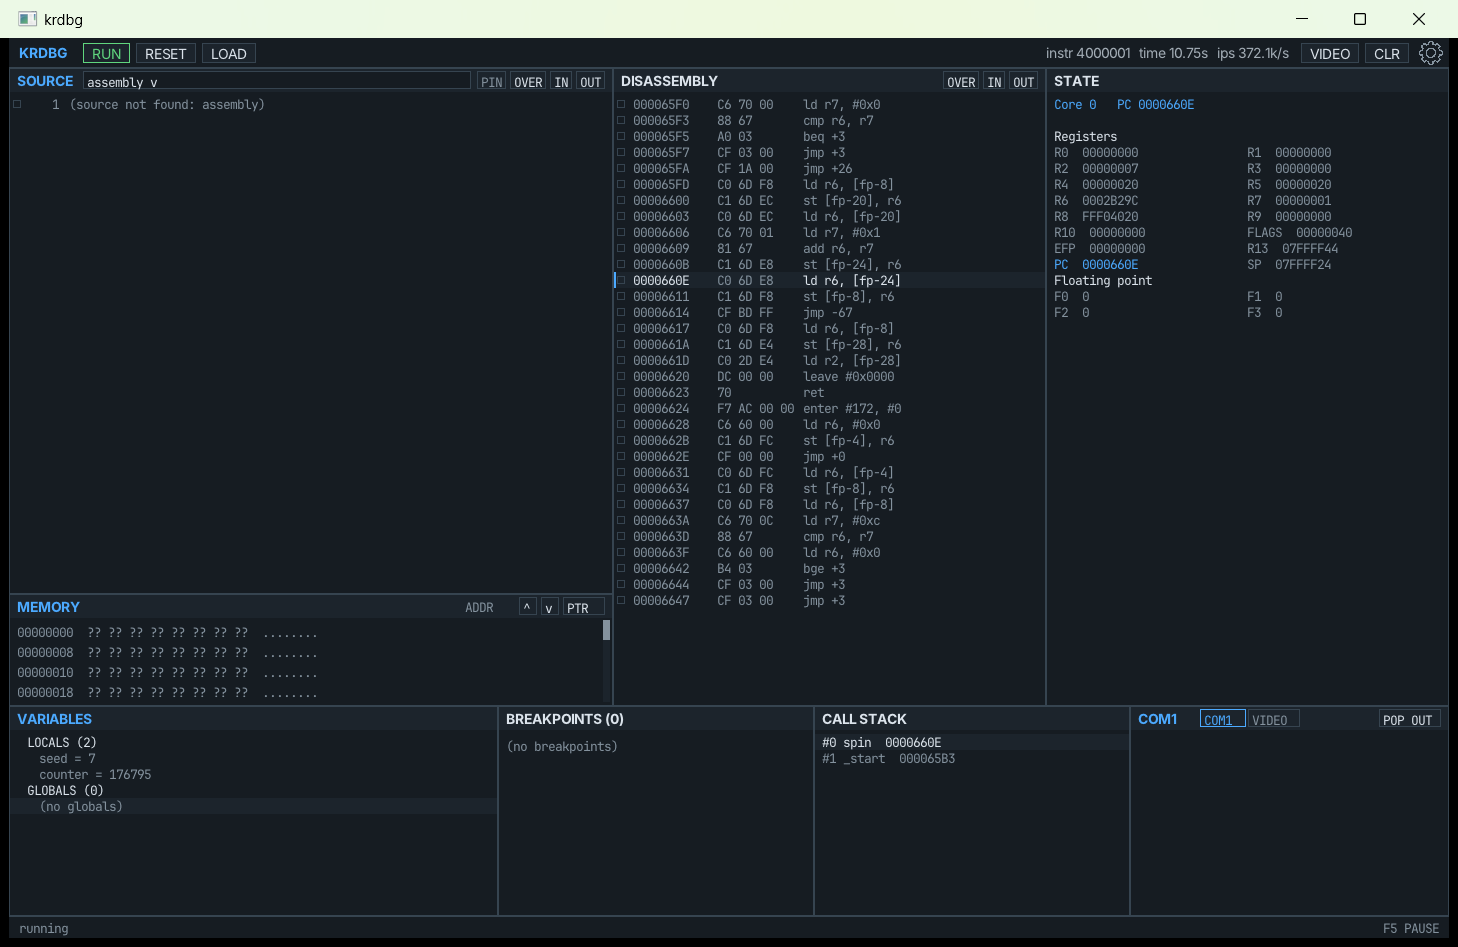 krdbg
KRDBG RUN RESET LOAD instr 4000001 time 10.75s ips 372.1k/s VIDEO CLR
SOURCE assembly v PIN OVER IN OUT
1 (source not found: assembly)
DISASSEMBLY OVER IN OUT
000065F0 C6 70 00 ld r7, #0x0
000065F3 88 67 cmp r6, r7
000065F5 A0 03 beq +3
000065F7 CF 03 00 jmp +3
000065FA CF 1A 00 jmp +26
000065FD C0 6D F8 ld r6, [fp-8]
00006600 C1 6D EC st [fp-20], r6
00006603 C0 6D EC ld r6, [fp-20]
00006606 C6 70 01 ld r7, #0x1
00006609 81 67 add r6, r7
0000660B C1 6D E8 st [fp-24], r6
0000660E C0 6D E8 ld r6, [fp-24]
00006611 C1 6D F8 st [fp-8], r6
00006614 CF BD FF jmp -67
00006617 C0 6D F8 ld r6, [fp-8]
0000661A C1 6D E4 st [fp-28], r6
0000661D C0 2D E4 ld r2, [fp-28]
00006620 DC 00 00 leave #0x0000
00006623 70 ret
00006624 F7 AC 00 00 enter #172, #0
00006628 C6 60 00 ld r6, #0x0
0000662B C1 6D FC st [fp-4], r6
0000662E CF 00 00 jmp +0
00006631 C0 6D FC ld r6, [fp-4]
00006634 C1 6D F8 st [fp-8], r6
00006637 C0 6D F8 ld r6, [fp-8]
0000663A C6 70 0C ld r7, #0xc
0000663D 88 67 cmp r6, r7
0000663F C6 60 00 ld r6, #0x0
00006642 B4 03 bge +3
00006644 CF 03 00 jmp +3
00006647 CF 03 00 jmp +3
STATE
Core 0 PC 0000660E
Registers
R0 00000000 R1 00000000
R2 00000007 R3 00000000
R4 00000020 R5 00000020
R6 0002B29C R7 00000001
R8 FFF04020 R9 00000000
R10 00000000 FLAGS 00000040
EFP 00000000 R13 07FFFF44
PC 0000660E SP 07FFFF24
Floating point
F0 0 F1 0
F2 0 F3 0
MEMORY ADDR ^ v PTR
00000000 ?? ?? ?? ?? ?? ?? ?? ?? ........
00000008 ?? ?? ?? ?? ?? ?? ?? ?? ........
00000010 ?? ?? ?? ?? ?? ?? ?? ?? ........
00000018 ?? ?? ?? ?? ?? ?? ?? ?? ........
VARIABLES
LOCALS (2)
seed = 7
counter = 176795
GLOBALS (0)
(no globals)
BREAKPOINTS (0)
(no breakpoints)
CALL STACK
#0 spin 0000660E
#1 _start 000065B3
COM1 COM1 VIDEO POP OUT
running F5 PAUSE